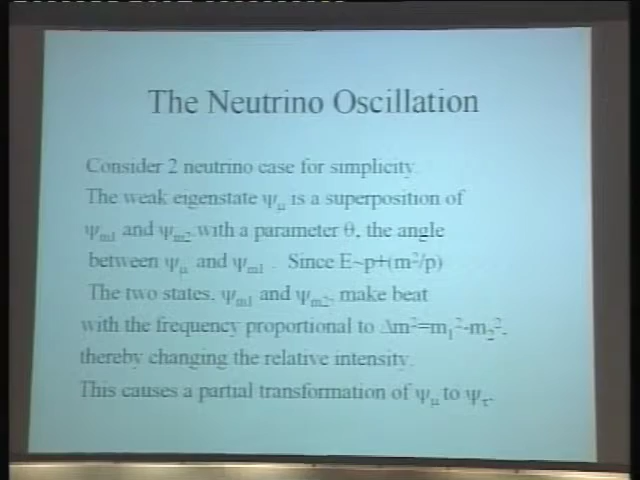 The Neutrino Oscillation
Consider 2 neutrino case for simplicity.
The weak eigenstate ψμ is a superposition of
ψm1 and ψm2 with a parameter θ, the angle
between ψμ and ψm1 . Since E~p+(m²/p)
The two states, ψm1 and ψm2, make beat
with the frequency proportional to Δm²=m₁²-m₂²,
thereby changing the relative intensity.
This causes a partial transformation of ψμ to ψτ.